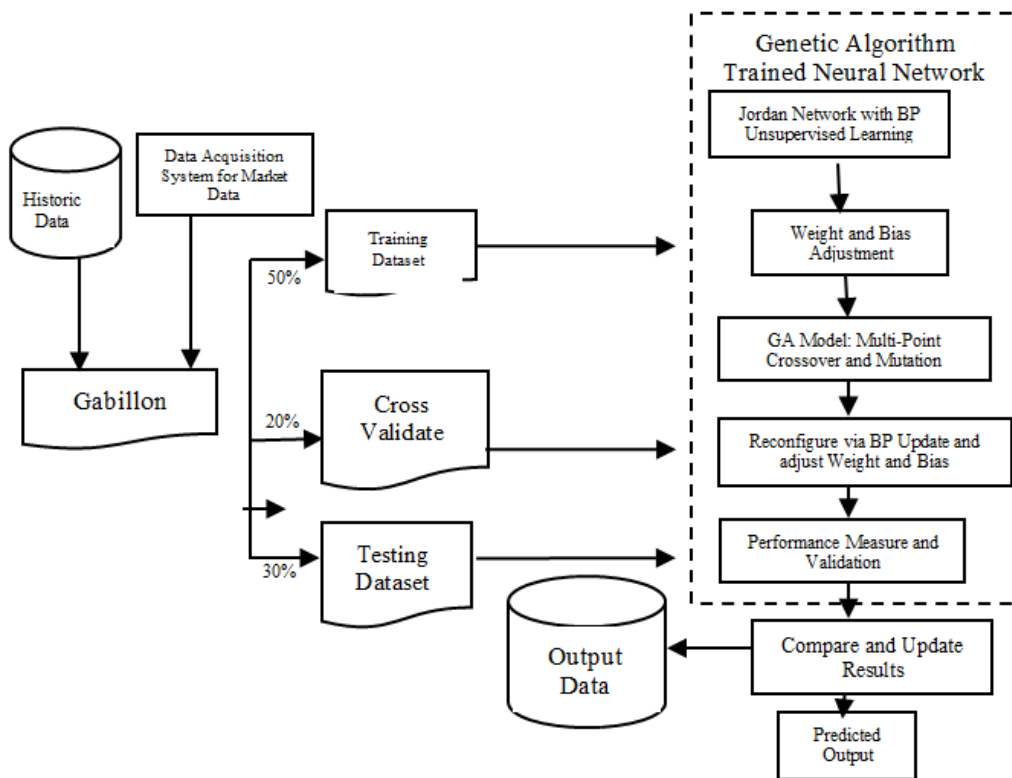 Genetic Algorithm
Trained Neural Network
Jordan Network with BP
Unsupervised Learning
Historic
Data
Data Acquisition
System for Market
Data
Training
Dataset
50%
Weight and Bias
Adjustment
GA Model: Multi-Point
Crossover and Mutation
Gabillon
20%
Cross
Validate
Reconfigure via BP Update and
adjust Weight and Bias
30%
Testing
Dataset
Performance Measure and
Validation
Output
Data
Compare and Update
Results
Predicted
Output